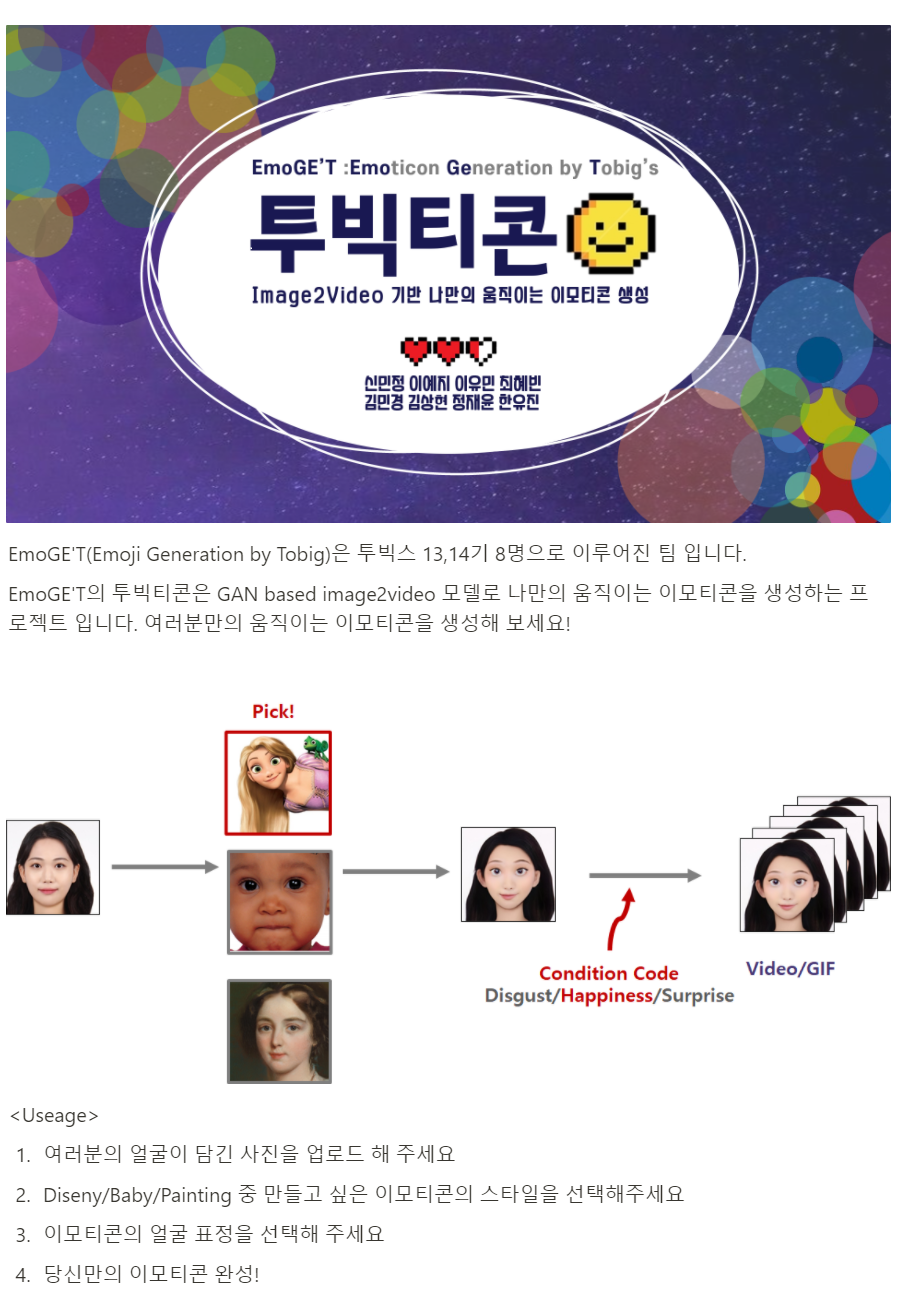 EmoGE'T :Emoticon Generation by Tobig's
투빅티콘
Image2Video 기반 나만의 움직이는 이모티콘 생성
신민정 이예지 이유민 최혜빈
김민경 김상현 정재윤 한유진
EmoGE'T(Emoji Generation by Tobig)은 투빅스 13,14기 8명으로 이루어진 팀 입니다.
EmoGE'T의 투빅티콘은 GAN based image2video 모델로 나만의 움직이는 이모티콘을 생성하는 프
로젝트 입니다. 여러분만의 움직이는 이모티콘을 생성해 보세요!
Pick!
Condition Code
Disgust/Happiness/Surprise
Video/GIF
<Useage>
1. 여러분의 얼굴이 담긴 사진을 업로드 해 주세요
2. Diseny/Baby/Painting 중 만들고 싶은 이모티콘의 스타일을 선택해주세요
3. 이모티콘의 얼굴 표정을 선택해 주세요
4. 당신만의 이모티콘 완성!